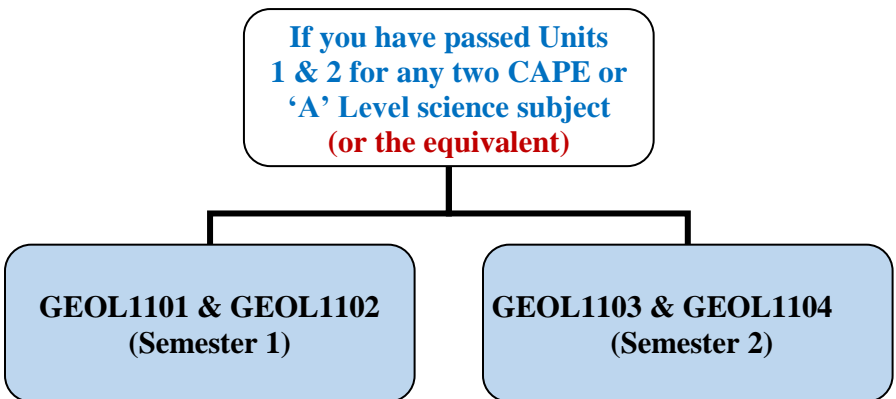 If you have passed Units
1 & 2 for any two CAPE or
‘A’ Level science subject
(or the equivalent)
GEOL1101 & GEOL1102
(Semester 1)
GEOL1103 & GEOL1104
(Semester 2)